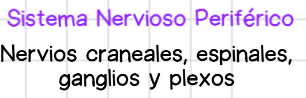 Sistema Nervioso Periférico
Nervios craneales, espinales,
ganglios y plexos